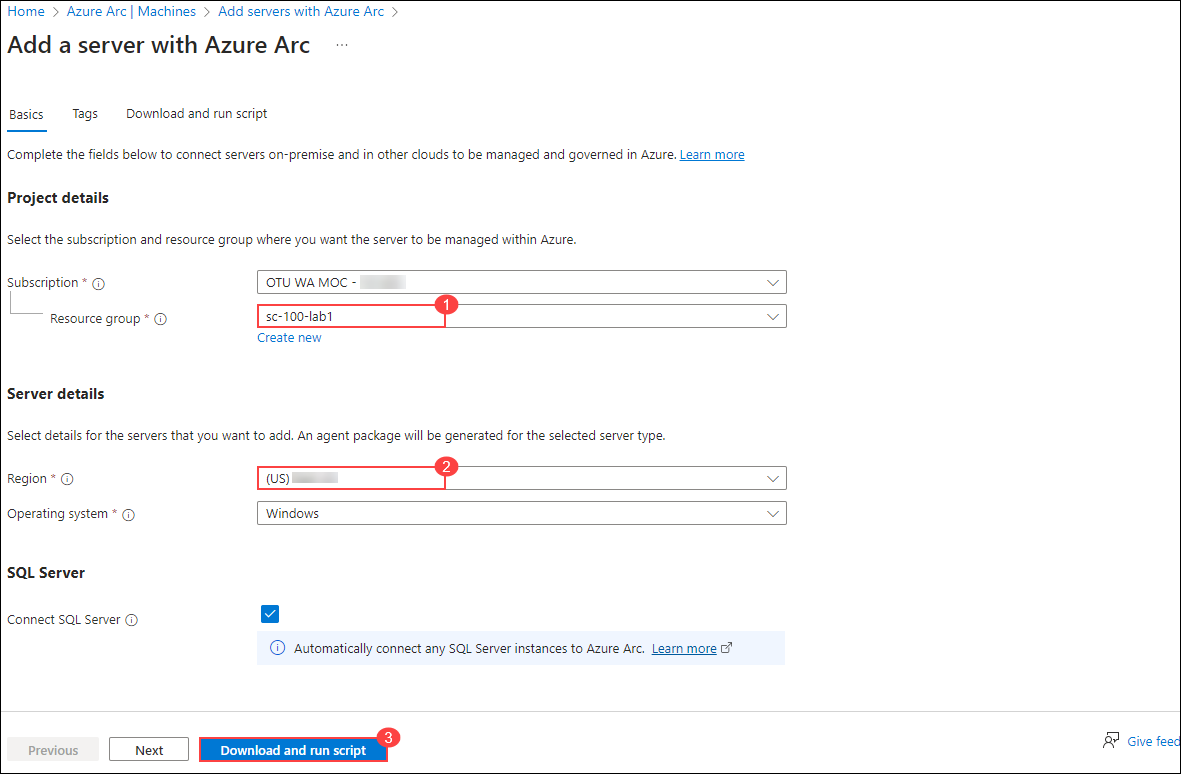 Home > Azure Arc | Machines > Add servers with Azure Arc >
Add a server with Azure Arc ...
Basics Tags Download and run script
Complete the fields below to connect servers on-premise and in other clouds to be managed and governed in Azure. Learn more
Project details
Select the subscription and resource group where you want the server to be managed within Azure.
Subscription * OTU WA MOC -
1
Resource group * sc-100-lab1
Create new
Server details
Select details for the servers that you want to add. An agent package will be generated for the selected server type.
2
Region * (US)
Operating system * Windows
SQL Server
Connect SQL Server
Automatically connect any SQL Server instances to Azure Arc. Learn more
3
Previous Next Download and run script Give feed